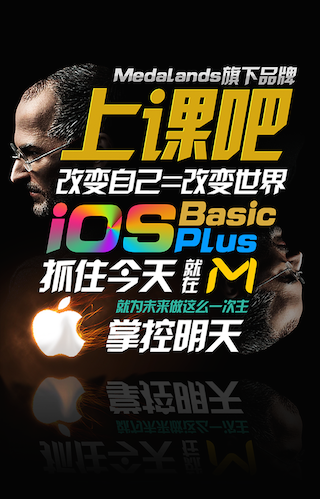 Medalands旗下品牌
上课吧
改变自己=改变世界
iOS Basic Plus
抓住今天 就在 M
就为未来做这么一次主
掌控明天